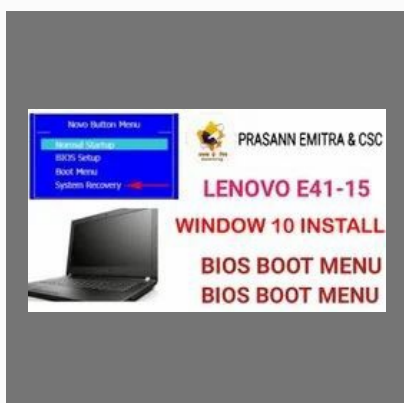 Novo Button Menu
Normal Startup
BIOS Setup
Boot Menu
System Recovery
PRASANN EMITRA & CSC
LENOVO E41-15
WINDOW 10 INSTALL
BIOS BOOT MENU
BIOS BOOT MENU